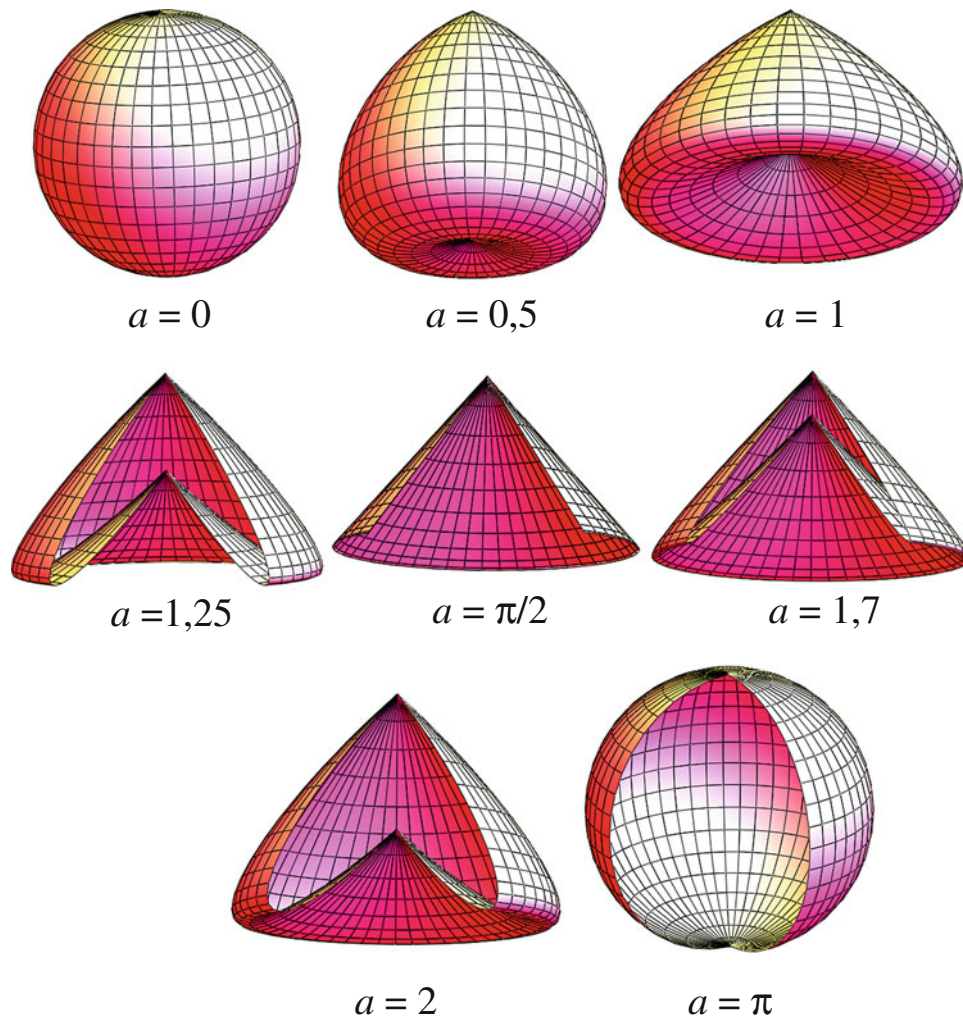 a = 0
a = 0,5
a = 1
a =1,25
a = π/2
a = 1,7
a = 2
a = π